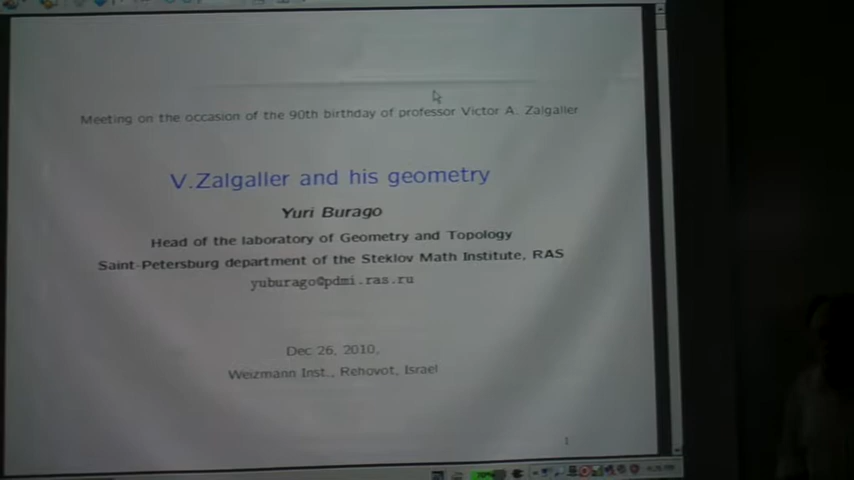 Meeting on the occasion of the 90th birthday of professor Victor A. Zalgaller
V.Zalgaller and his geometry
Yuri Burago
Head of the laboratory of Geometry and Topology
Saint-Petersburg department of the Steklov Math Institute, RAS
yuburago@pdmi.ras.ru
Dec 26, 2010,
Weizmann Inst., Rehovot, Israel
1